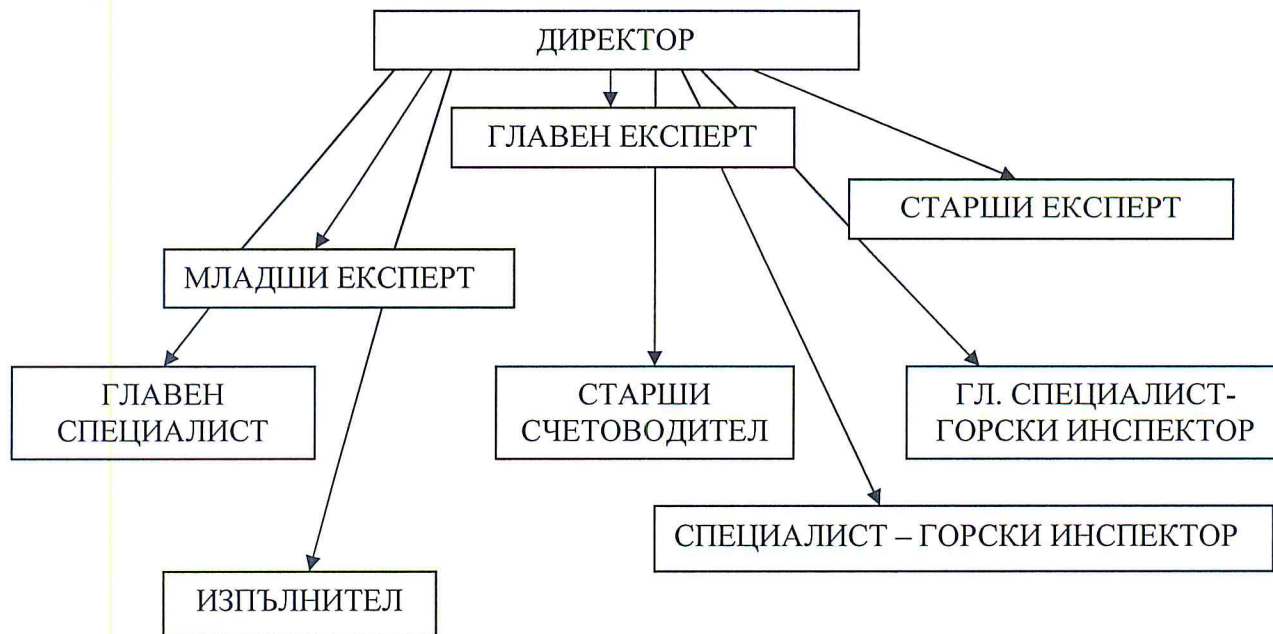 ДИРЕКТОР
ГЛАВЕН ЕКСПЕРТ
СТАРШИ ЕКСПЕРТ
МЛАДШИ ЕКСПЕРТ
ГЛАВЕН
СПЕЦИАЛИСТ
СТАРШИ
СЧЕТОВОДИТЕЛ
ГЛ. СПЕЦИАЛИСТ-
ГОРСКИ ИНСПЕКТОР
СПЕЦИАЛИСТ – ГОРСКИ ИНСПЕКТОР
ИЗПЪЛНИТЕЛ